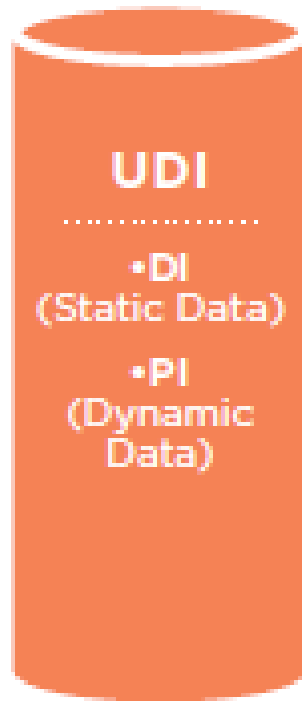 UDI
•DI
(Static Data)
•PI
(Dynamic
Data)